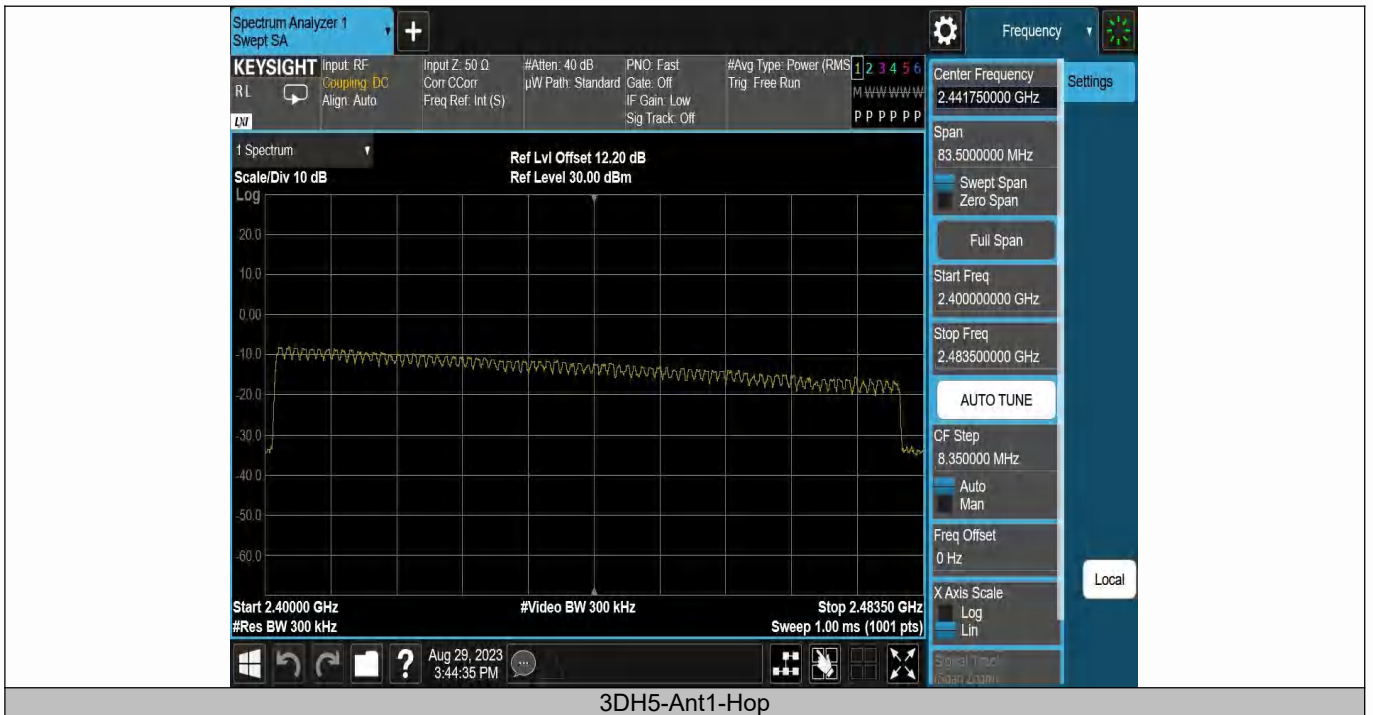 Spectrum Analyzer 1
Swept SA
+
Frequency
KEYSIGHT
RL
LXI
Input: RF
Coupling: DC
Align: Auto
Input Z: 50 Ω
Corr CCorr
Freq Ref: Int (S)
#Atten: 40 dB
µW Path: Standard
PNO: Fast
Gate: Off
IF Gain: Low
Sig Track: Off
#Avg Type: Power (RMS
Trig: Free Run
1 2 3 4 5 6
M W W W W W
P P P P P P
1 Spectrum
Scale/Div 10 dB
Ref Lvl Offset 12.20 dB
Ref Level 30.00 dBm
Log
20.0
10.0
0.00
-10.0
-20.0
-30.0
-40.0
-50.0
-60.0
Start 2.40000 GHz
#Res BW 300 kHz
#Video BW 300 kHz
Stop 2.48350 GHz
Sweep 1.00 ms (1001 pts)
Center Frequency
2.441750000 GHz
Settings
Span
83.5000000 MHz
Swept Span
Zero Span
Full Span
Start Freq
2.400000000 GHz
Stop Freq
2.483500000 GHz
AUTO TUNE
CF Step
8.350000 MHz
Auto
Man
Freq Offset
0 Hz
X Axis Scale
Log
Lin
Local
Signal Track
(Span Zoom)
?
Aug 29, 2023
3:44:35 PM
3DH5-Ant1-Hop